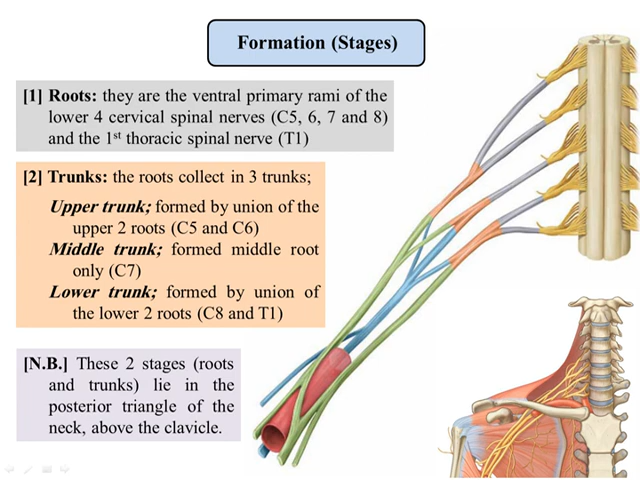 Formation (Stages)
[1] Roots: they are the ventral primary rami of the
lower 4 cervical spinal nerves (C5, 6, 7 and 8)
and the 1st thoracic spinal nerve (T1)
[2] Trunks: the roots collect in 3 trunks;
Upper trunk; formed by union of the
upper 2 roots (C5 and C6)
Middle trunk; formed middle root
only (C7)
Lower trunk; formed by union of
the lower 2 roots (C8 and T1)
[N.B.] These 2 stages (roots
and trunks) lie in the
posterior triangle of the
neck, above the clavicle.